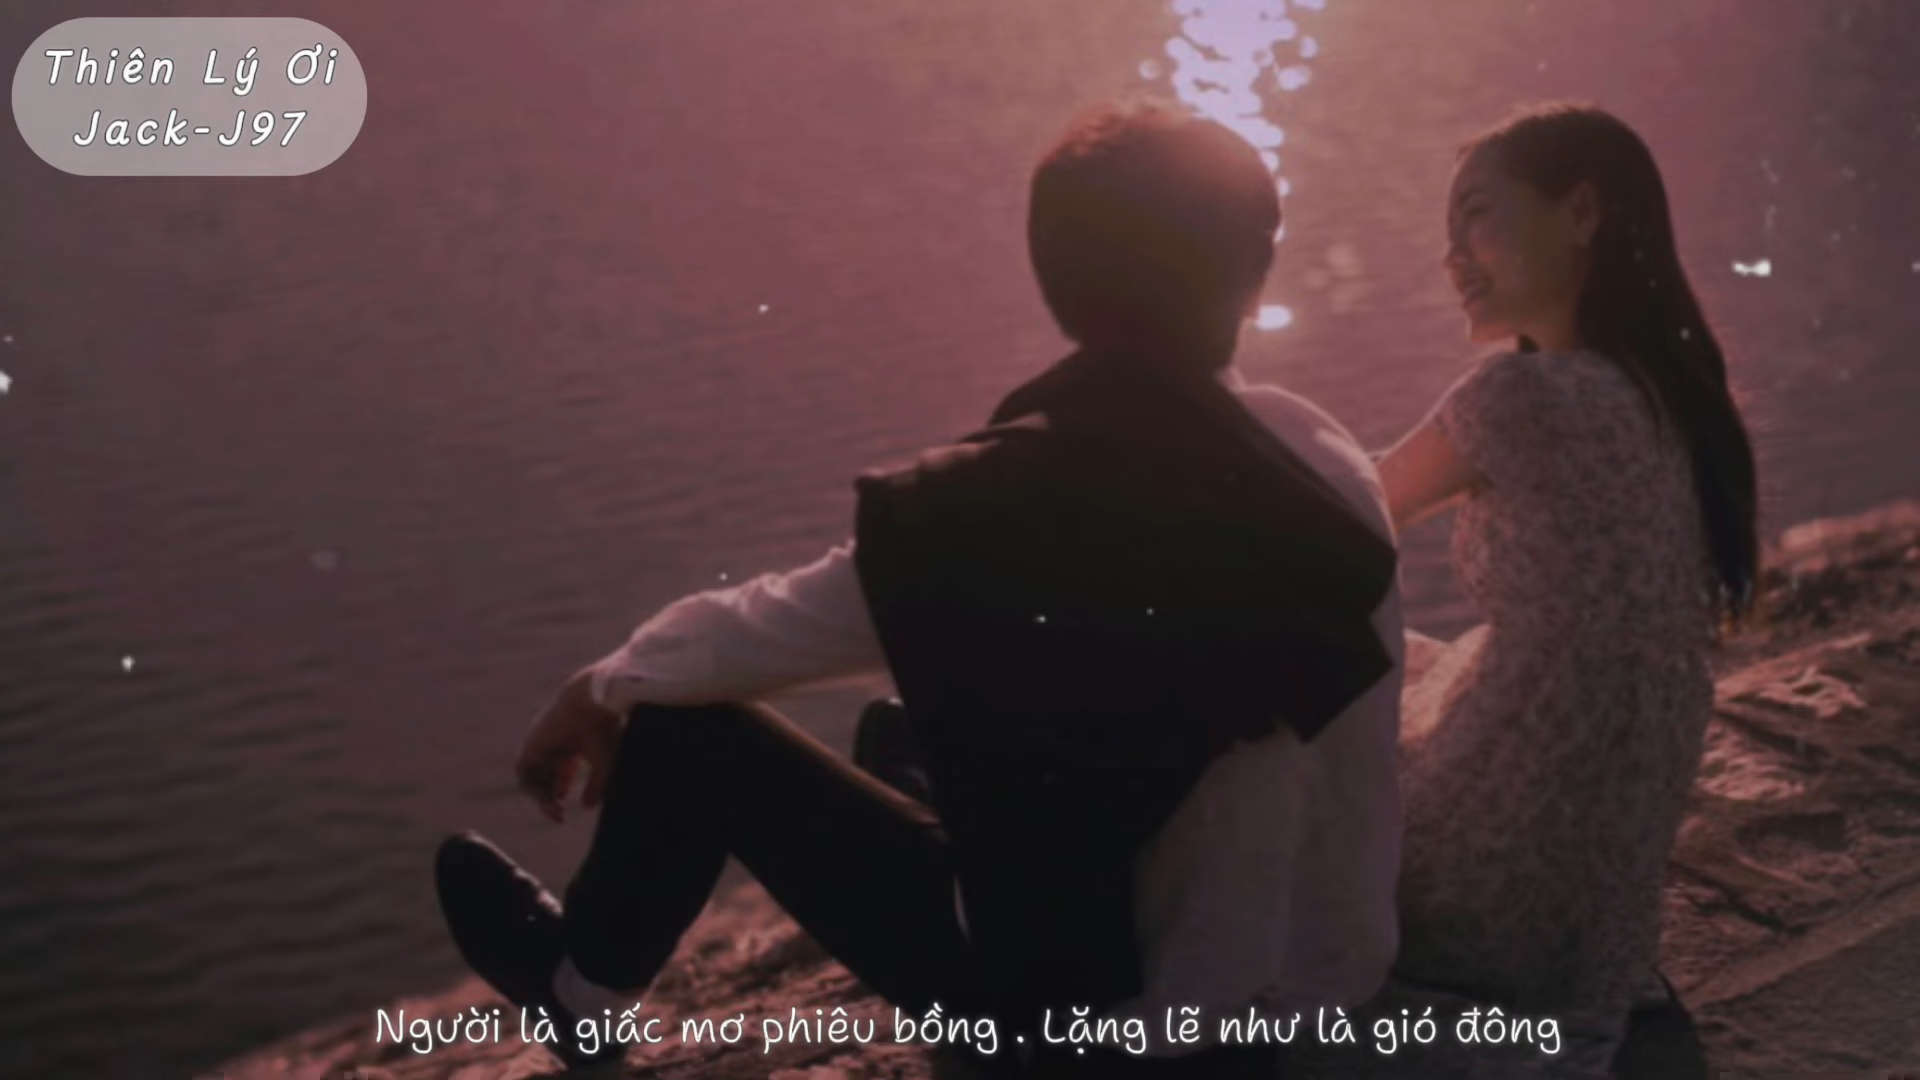 Thiên Lý Ơi
Jack-J97
Người là giấc mơ phiêu bồng . Lặng lẽ như là gió đông